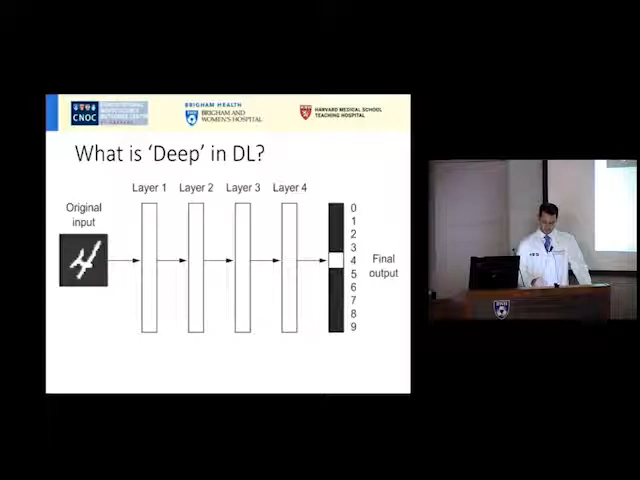 CNOC
BRIGHAM HEALTH
BRIGHAM AND
WOMEN'S HOSPITAL
HARVARD MEDICAL SCHOOL
TEACHING HOSPITAL
What is 'Deep' in DL?
Layer 1 Layer 2 Layer 3 Layer 4
Original
input
0
1
2
3
4
5
6
7
8
9
Final
output